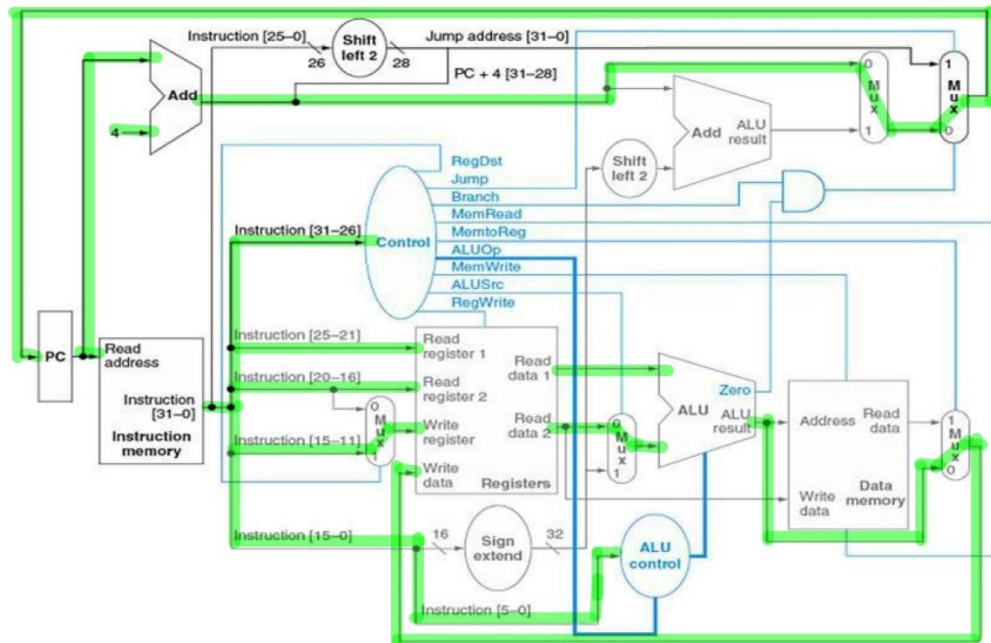 Instruction [25–0]
26
Shift
left 2
28
Jump address [31–0]
PC + 4 [31–28]
Add
4
0
M
u
x
1
1
M
u
x
0
Add
ALU
result
Shift
left 2
RegDst
Jump
Branch
MemRead
MemtoReg
ALUOp
MemWrite
ALUSrc
RegWrite
Instruction [31–26]
Control
PC
Read
address
Instruction
[31–0]
Instruction
memory
Instruction [25–21]
Instruction [20–16]
Instruction [15–11]
0
M
u
x
1
Read
register 1
Read
register 2
Write
register
Write
data
Read
data 1
Read
data 2
Registers
0
M
u
x
1
Zero
ALU
ALU
result
Address
Read
data
Write
data
Data
memory
1
M
u
x
0
Instruction [15–0]
16
Sign
extend
32
ALU
control
Instruction [5–0]